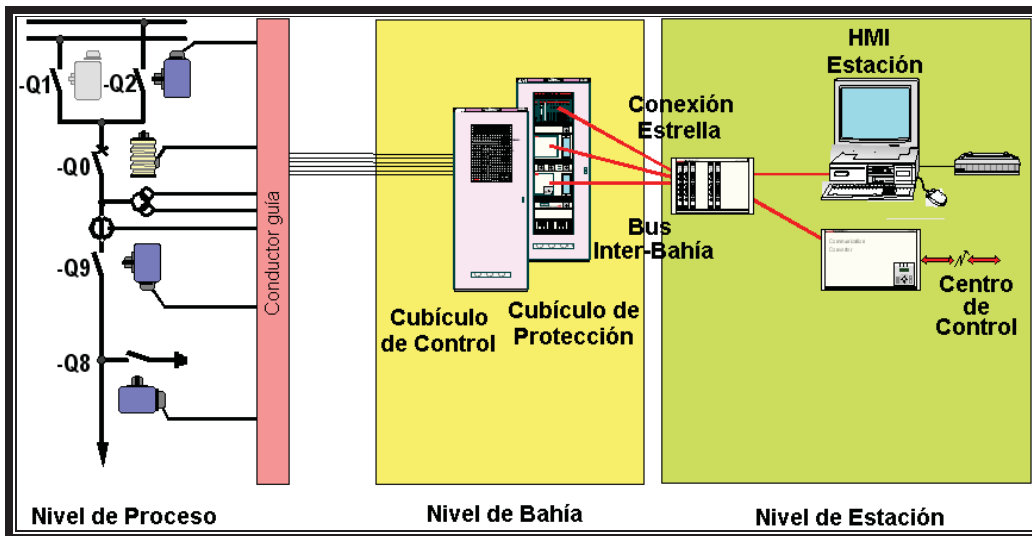 -Q1
-Q2
-Q0
-Q9
-Q8
Conductor guía
Nivel de Proceso
Cubículo
de Control
Cubículo de
Protección
Nivel de Bahía
Conexión
Estrella
Bus
Inter-Bahía
HMI
Estación
Centro
de
Control
Nivel de Estación